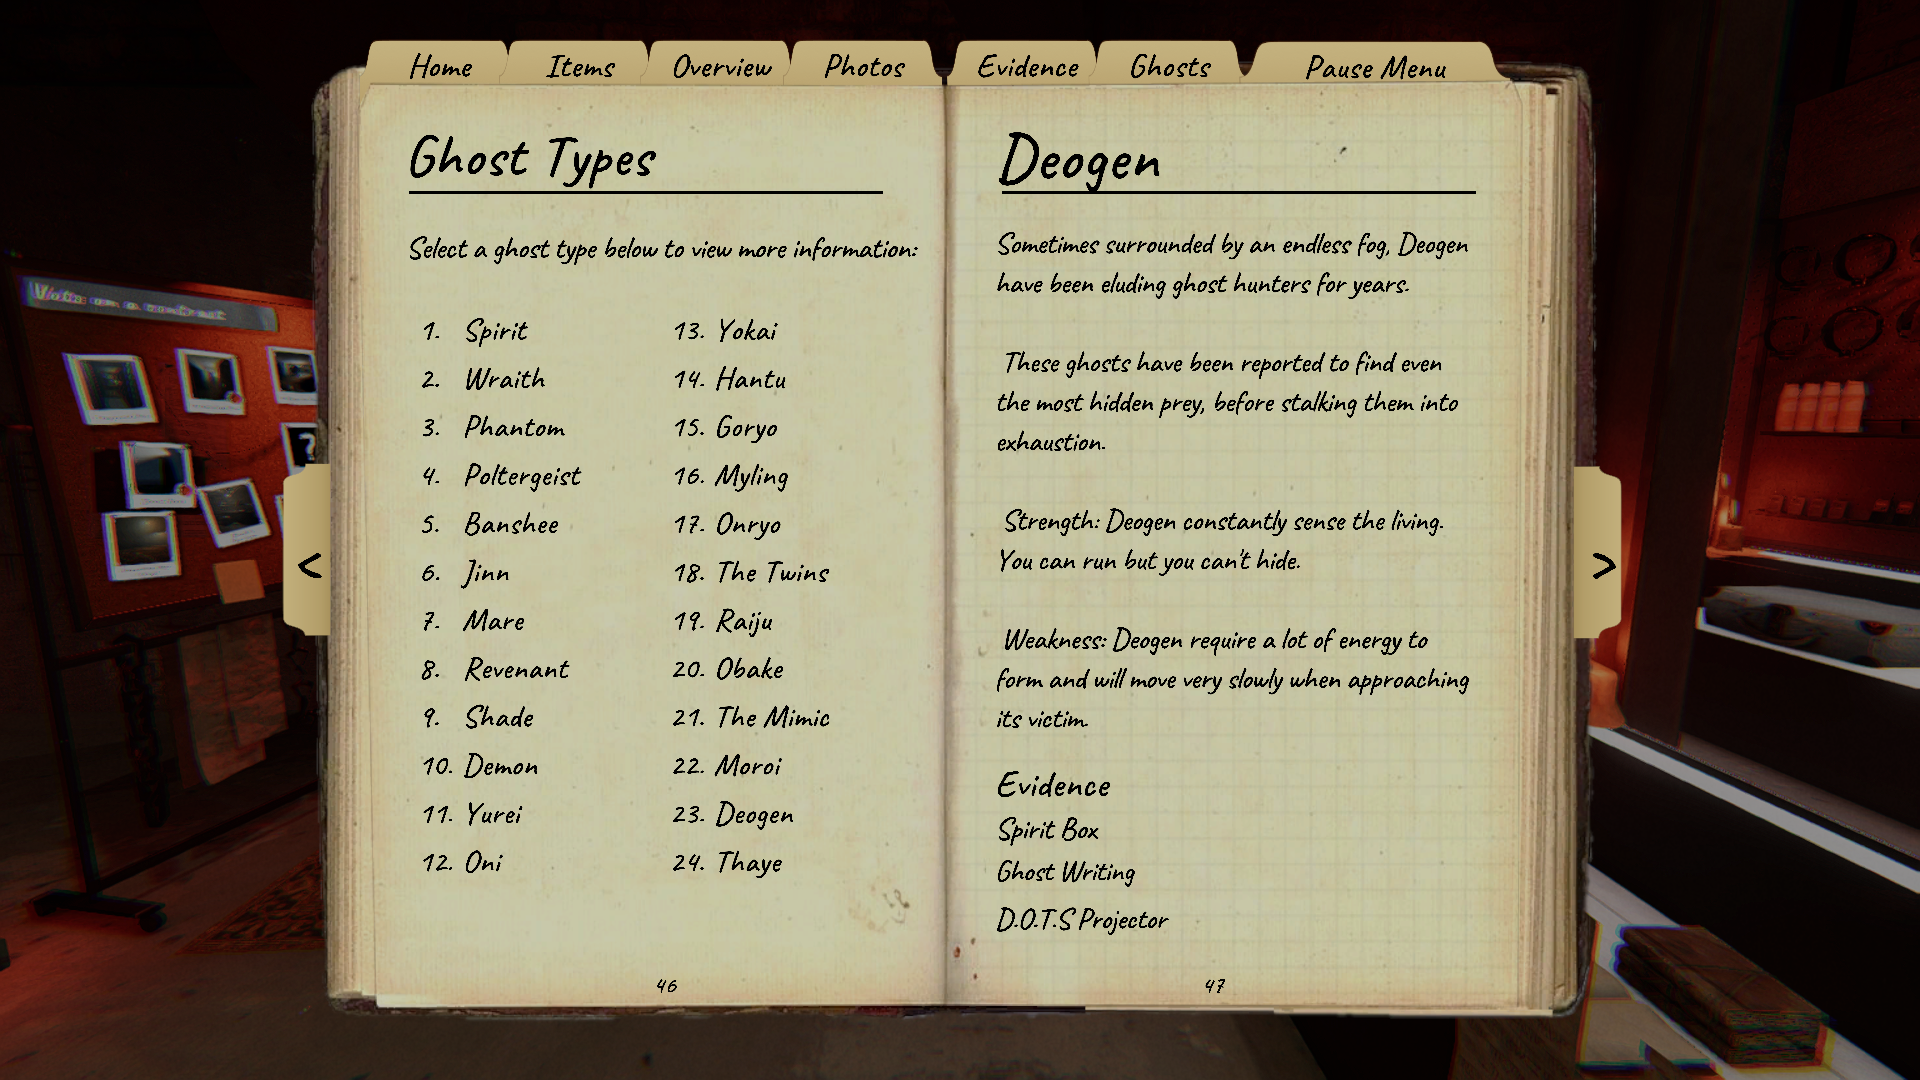 Home
Items
Overview
Photos
Evidence
Ghosts
Pause Menu
Ghost Types
Select a ghost type below to view more information:
1. Spirit
2. Wraith
3. Phantom
4. Poltergeist
5. Banshee
6. Jinn
7. Mare
8. Revenant
9. Shade
10. Demon
11. Yurei
12. Oni
13. Yokai
14. Hantu
15. Goryo
16. Myling
17. Onryo
18. The Twins
19. Raiju
20. Obake
21. The Mimic
22. Moroi
23. Deogen
24. Thaye
46
<
Deogen
Sometimes surrounded by an endless fog, Deogen
have been eluding ghost hunters for years.
These ghosts have been reported to find even
the most hidden prey, before stalking them into
exhaustion.
Strength: Deogen constantly sense the living.
You can run but you can't hide.
Weakness: Deogen require a lot of energy to
form and will move very slowly when approaching
its victim.
Evidence
Spirit Box
Ghost Writing
D.O.T.S Projector
47
>
?